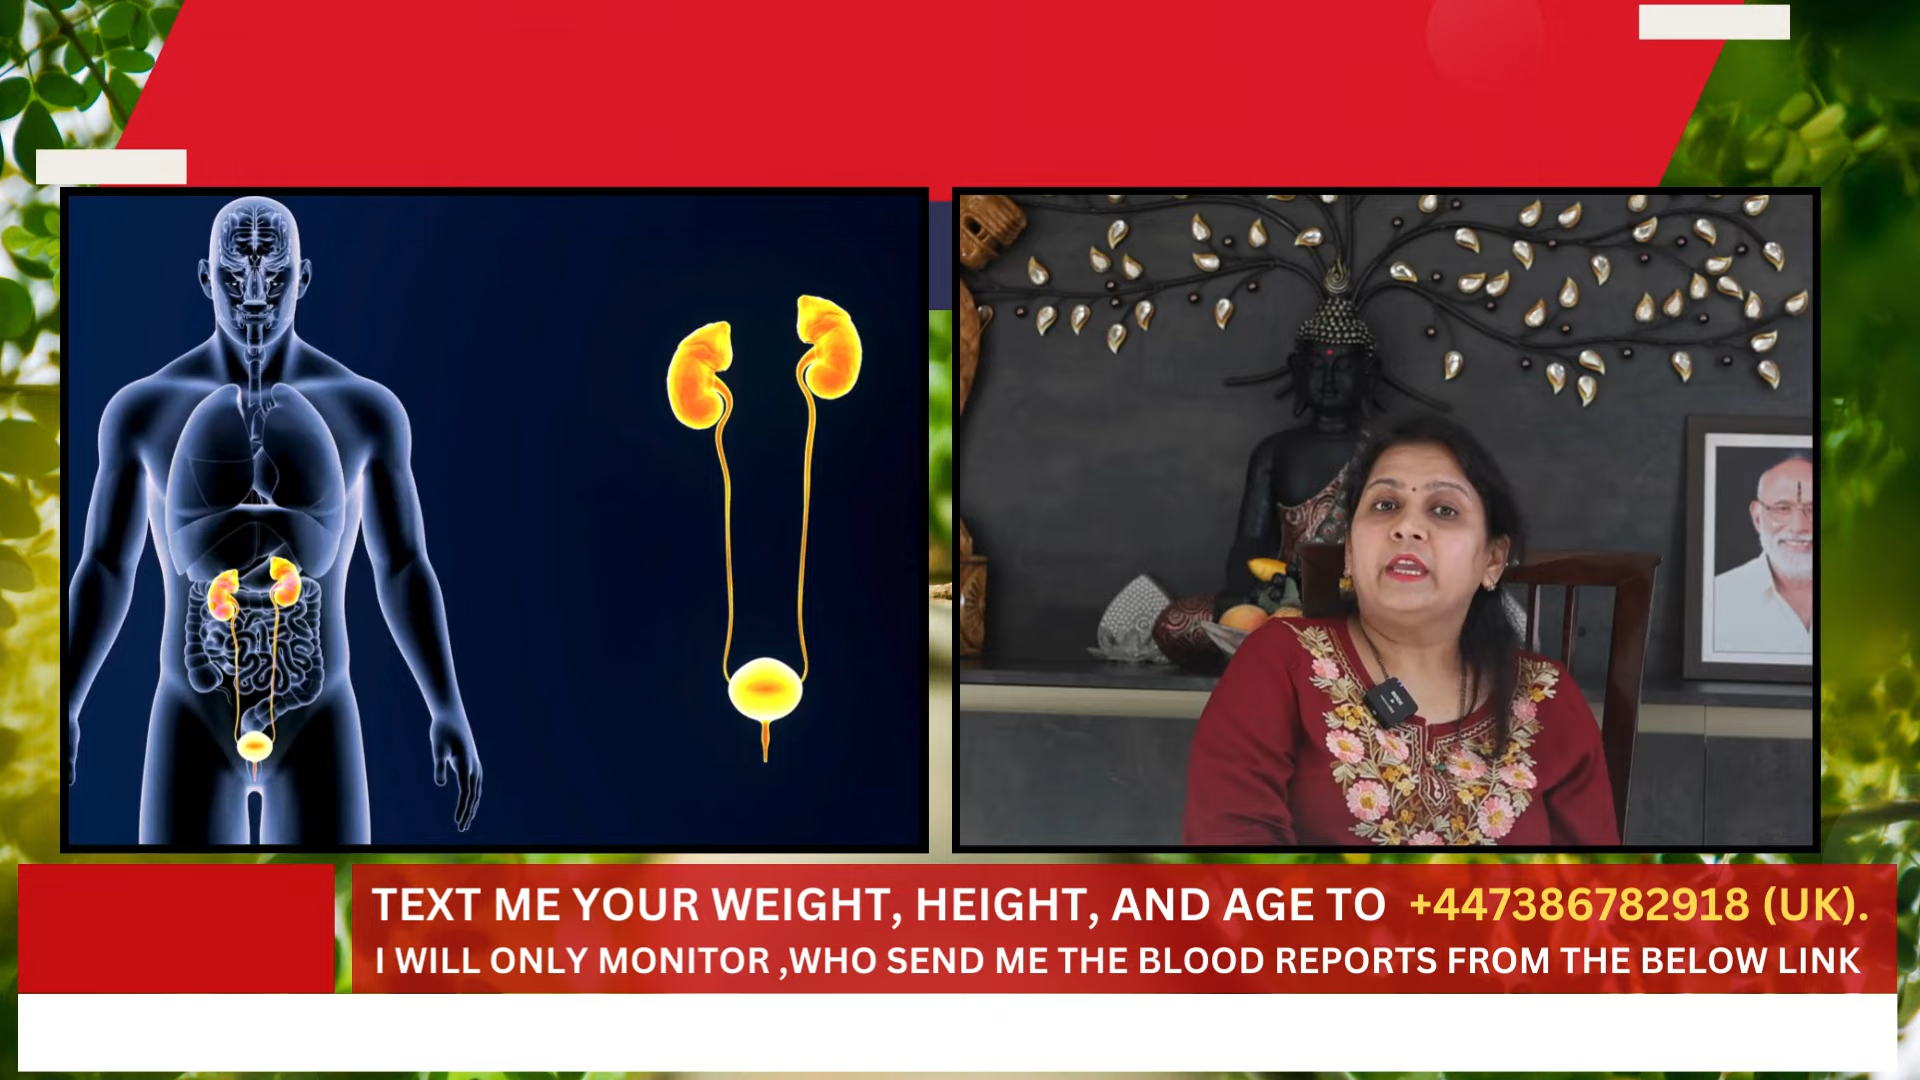 TEXT ME YOUR WEIGHT, HEIGHT, AND AGE TO +447386782918 (UK).
I WILL ONLY MONITOR ,WHO SEND ME THE BLOOD REPORTS FROM THE BELOW LINK